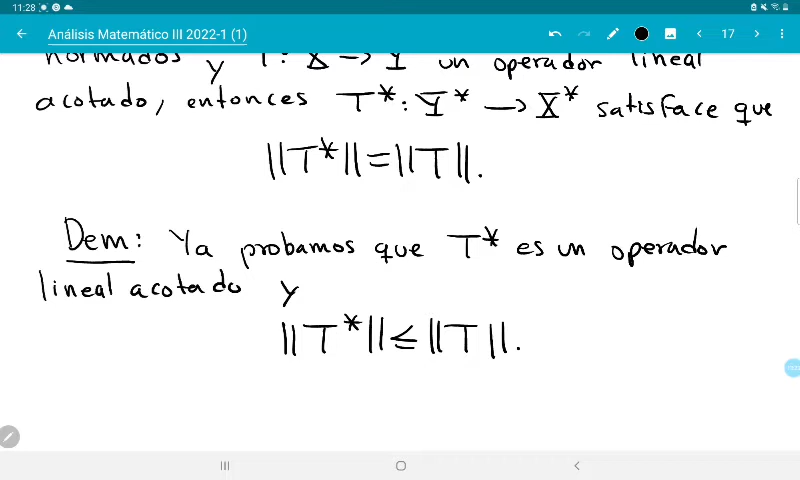 11:28
Análisis Matemático III 2022-1 (1)
17
normados y T: X → Y un operador lineal
acotado, entonces T*: Y* → X* satisface que
||T*|| = ||T||.
Dem: Ya probamos que T* es un operador
lineal acotado y
||T*|| ≤ ||T||.